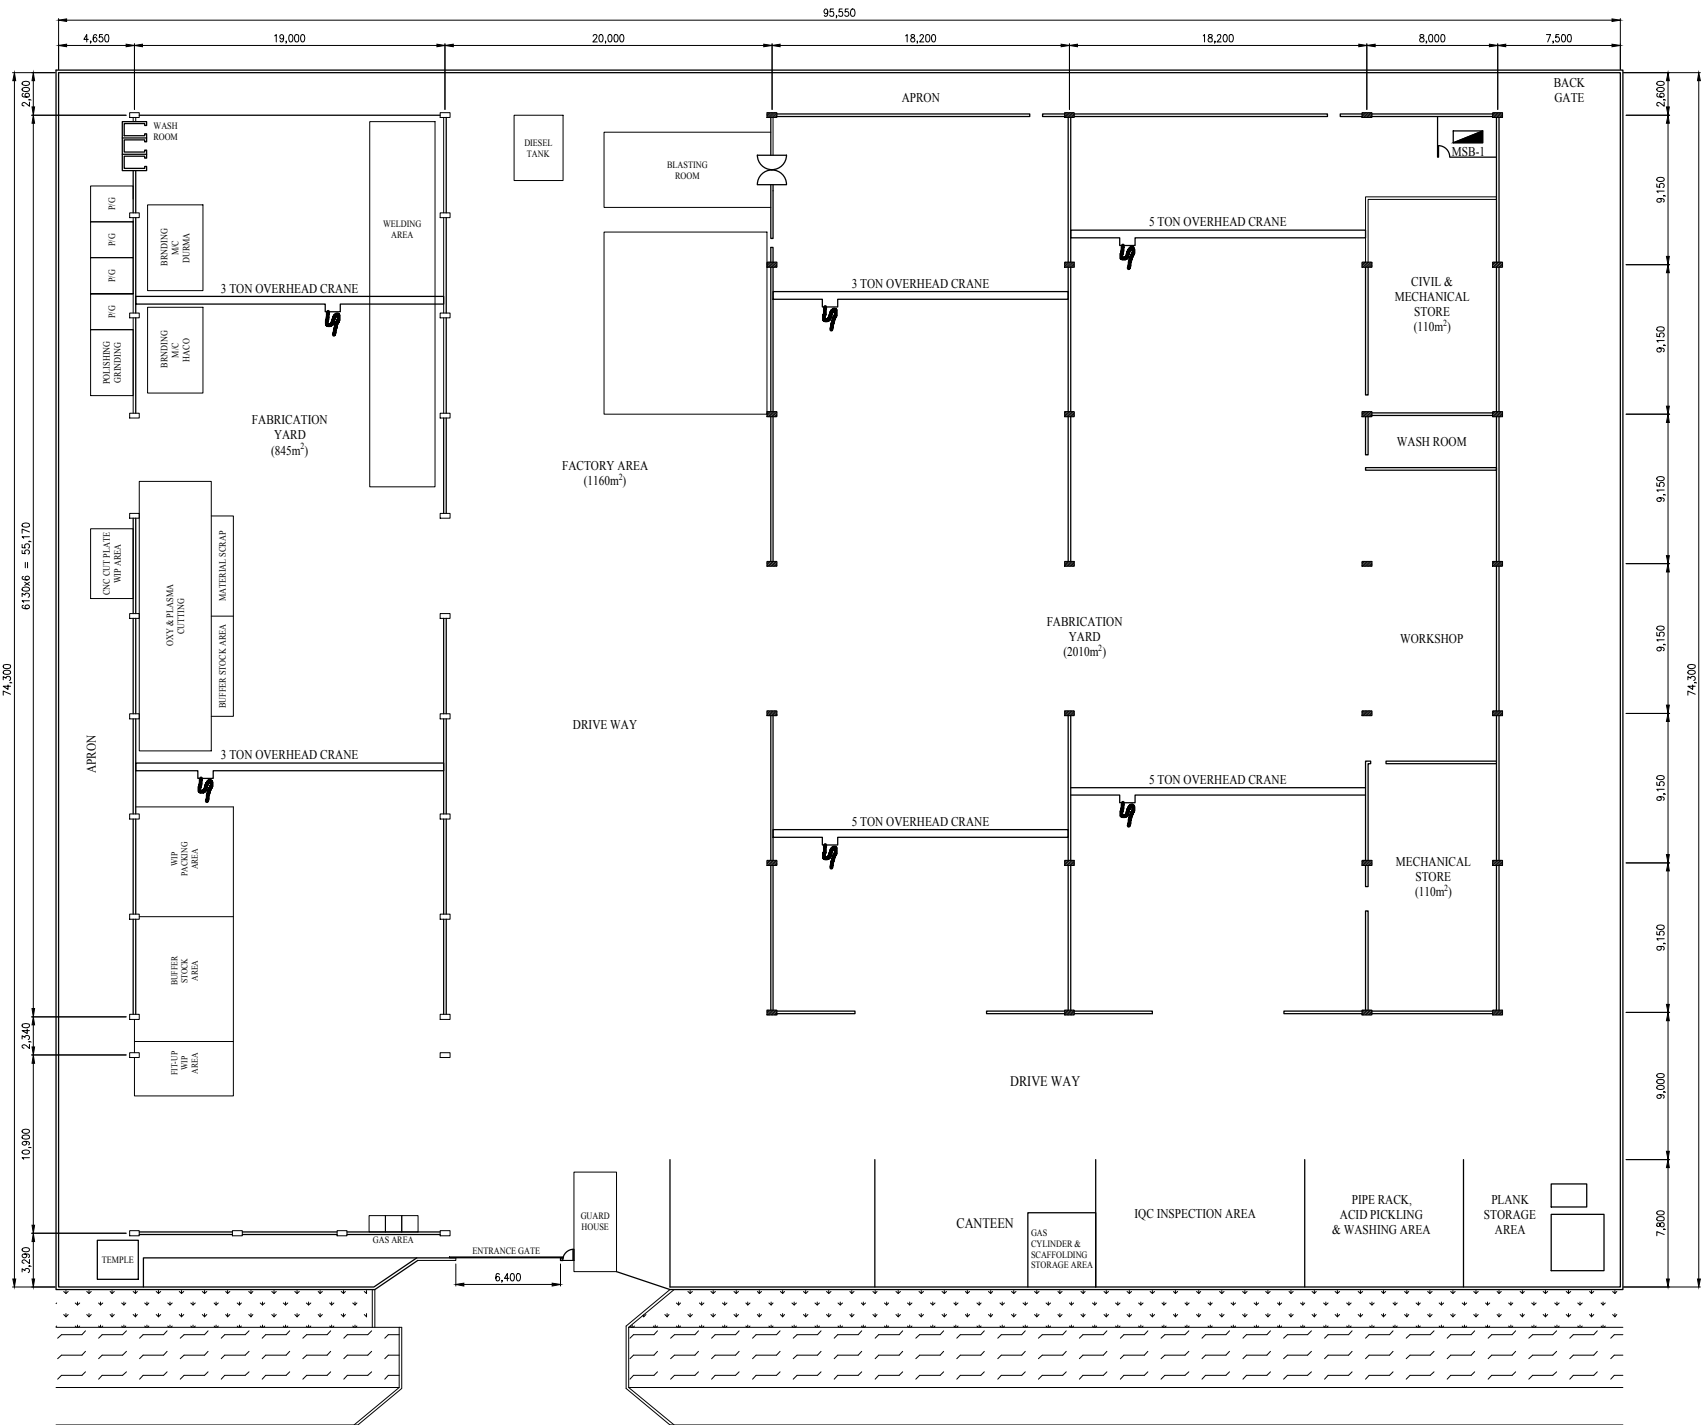 95,550
4,650
19,000
20,000
18,200
18,200
8,000
7,500
2,600
2,600
74,300
74,300
6130x6 = 55,170
2,340
10,900
3,290
9,150
9,150
9,150
9,150
9,150
9,150
9,000
7,800
APRON
BACK
GATE
WASH
ROOM
DIESEL
TANK
BLASTING
ROOM
MSB-1
P/G
P/G
P/G
P/G
POLISHING
GRINDING
BRNDING
M/C
DURMA
BRNDING
M/C
HACO
WELDING
AREA
3 TON OVERHEAD CRANE
3 TON OVERHEAD CRANE
5 TON OVERHEAD CRANE
CIVIL &
MECHANICAL
STORE
(110m²)
FABRICATION
YARD
(845m²)
FACTORY AREA
(1160m²)
WASH ROOM
CNC CUT PLATE
WIP AREA
OXY & PLASMA
CUTTING
MATERIAL SCRAP
BUFFER STOCK AREA
FABRICATION
YARD
(2010m²)
WORKSHOP
DRIVE WAY
APRON
3 TON OVERHEAD CRANE
5 TON OVERHEAD CRANE
5 TON OVERHEAD CRANE
WIP
PACKING
AREA
MECHANICAL
STORE
(110m²)
BUFFER
STOCK
AREA
FIT-UP
WIP
AREA
DRIVE WAY
GUARD
HOUSE
CANTEEN
GAS
CYLINDER &
SCAFFOLDING
STORAGE AREA
IQC INSPECTION AREA
PIPE RACK,
ACID PICKLING
& WASHING AREA
PLANK
STORAGE
AREA
GAS AREA
TEMPLE
ENTRANCE GATE
6,400